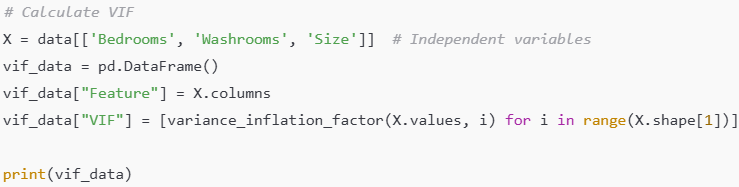 # Calculate VIF
X = data[['Bedrooms', 'Washrooms', 'Size']]  # Independent variables
vif_data = pd.DataFrame()
vif_data["Feature"] = X.columns
vif_data["VIF"] = [variance_inflation_factor(X.values, i) for i in range(X.shape[1])]
print(vif_data)